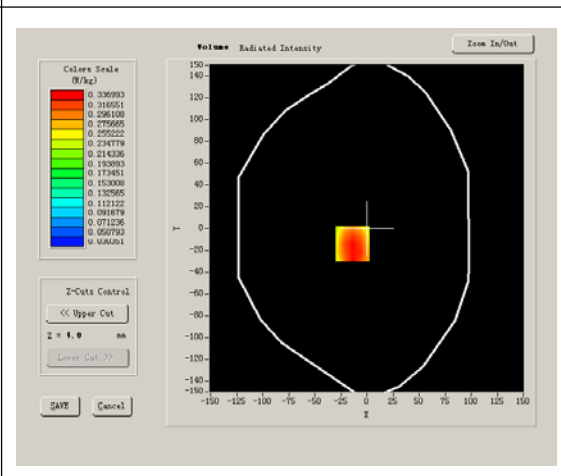 Volume Radiated Intensity
Zoom In/Out
Colors Scale
(W/kg)
0.336993
0.316551
0.296108
0.275665
0.255222
0.234779
0.214336
0.193893
0.173451
0.153008
0.132565
0.112122
0.091679
0.071236
0.050793
0.030351
Z-Cuts Control
<< Upper Cut
Z = 4.0 mm
Lower Cut >>
SAVE
Cancel
150
140
120
100
80
60
40
20
0
-20
-40
-60
-80
-100
-120
-140
-150
Y
-150 -125 -100 -75 -50 -25 0 25 50 75 100 125 150
X